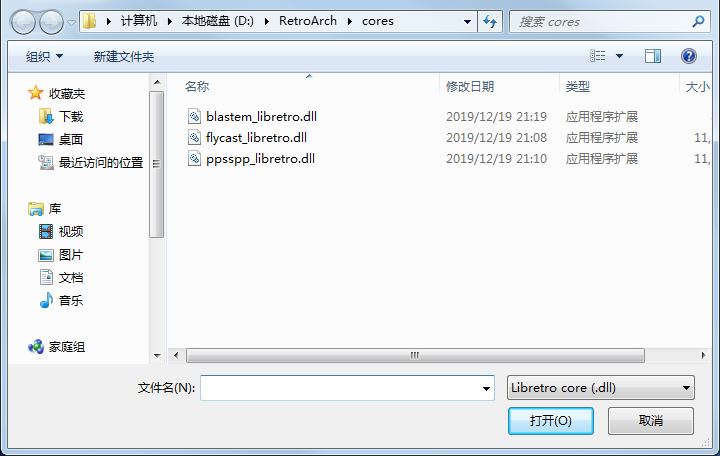 计算机 本地磁盘 (D:) RetroArch cores 搜索 cores
组织 新建文件夹
收藏夹
下载
桌面
最近访问的位置
库
视频
图片
文档
音乐
家庭组
名称 修改日期 类型 大小
blastem_libretro.dll 2019/12/19 21:19 应用程序扩展
flycast_libretro.dll 2019/12/19 21:08 应用程序扩展 11,
ppsspp_libretro.dll 2019/12/19 21:10 应用程序扩展 11,
文件名(N): Libretro core (.dll)
打开(O) 取消